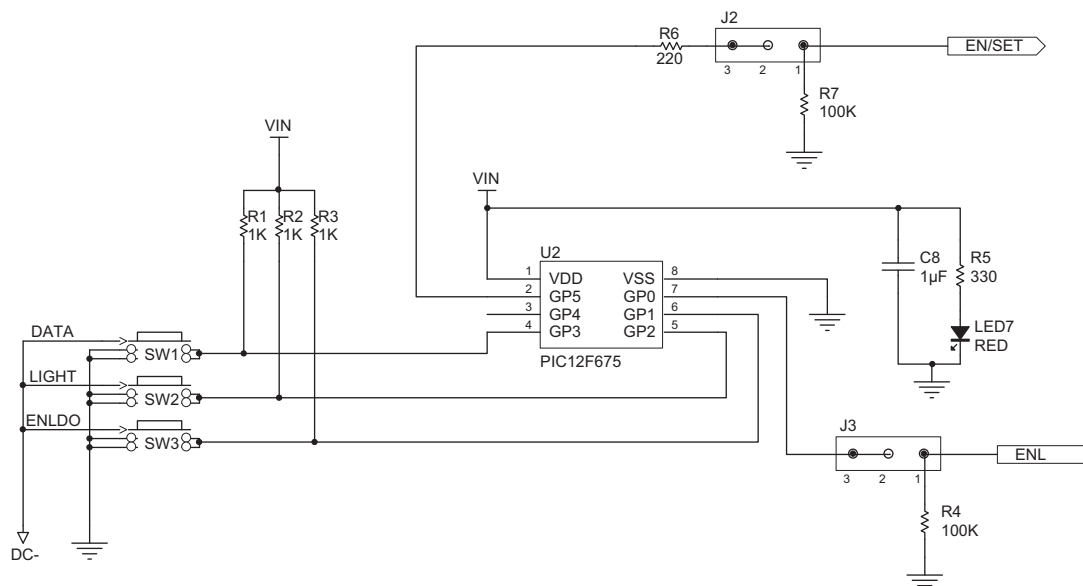 J2
R6
220
3 2 1
EN/SET
R7
100K
VIN
VIN
R1
1K
R2
1K
R3
1K
C8
1µF
R5
330
LED7
RED
U2
1 VDD VSS 8
2 GP5 GP0 7
3 GP4 GP1 6
4 GP3 GP2 5
PIC12F675
DATA
SW1
LIGHT
SW2
ENLDO
SW3
J3
3 2 1
ENL
R4
100K
DC-